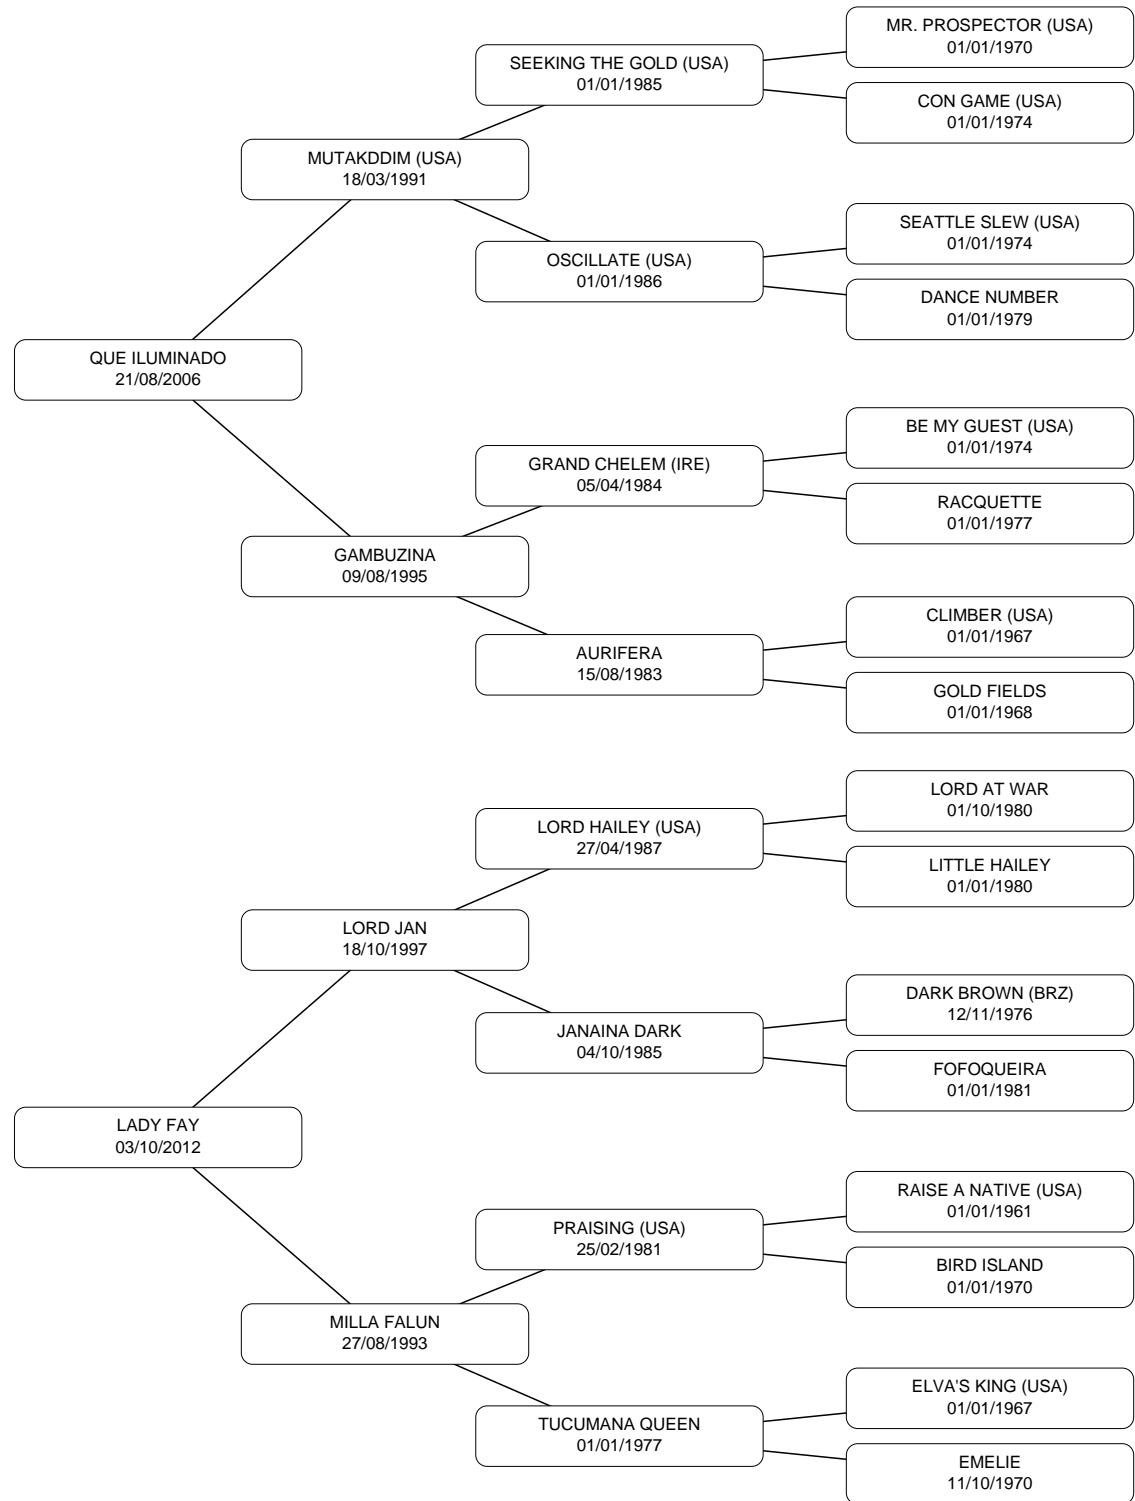 MR. PROSPECTOR (USA)
01/01/1970
SEEKING THE GOLD (USA)
01/01/1985
CON GAME (USA)
01/01/1974
MUTAKDDIM (USA)
18/03/1991
SEATTLE SLEW (USA)
01/01/1974
OSCILLATE (USA)
01/01/1986
DANCE NUMBER
01/01/1979
QUE ILUMINADO
21/08/2006
BE MY GUEST (USA)
01/01/1974
GRAND CHELEM (IRE)
05/04/1984
RACQUETTE
01/01/1977
GAMBUZINA
09/08/1995
CLIMBER (USA)
01/01/1967
AURIFERA
15/08/1983
GOLD FIELDS
01/01/1968
LORD AT WAR
01/10/1980
LORD HAILEY (USA)
27/04/1987
LITTLE HAILEY
01/01/1980
LORD JAN
18/10/1997
DARK BROWN (BRZ)
12/11/1976
JANAINA DARK
04/10/1985
FOFOQUEIRA
01/01/1981
LADY FAY
03/10/2012
RAISE A NATIVE (USA)
01/01/1961
PRAISING (USA)
25/02/1981
BIRD ISLAND
01/01/1970
MILLA FALUN
27/08/1993
ELVA'S KING (USA)
01/01/1967
TUCUMANA QUEEN
01/01/1977
EMELIE
11/10/1970